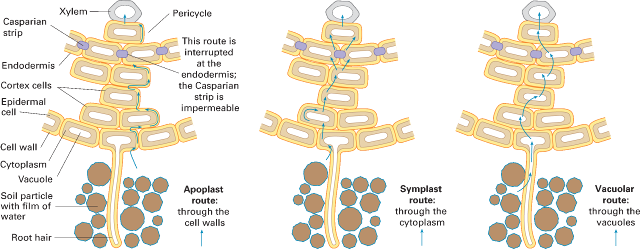 Xylem
Pericycle
Casparian
strip
This route is
interrupted
at the
endodermis;
the Casparian
strip is
impermeable
Endodermis
Cortex cells
Epidermal
cell
Cell wall
Cytoplasm
Vacuole
Soil particle
with film of
water
Root hair
Apoplast
route:
through the
cell walls
Symplast
route:
through the
cytoplasm
Vacuolar
route:
through the
vacuoles